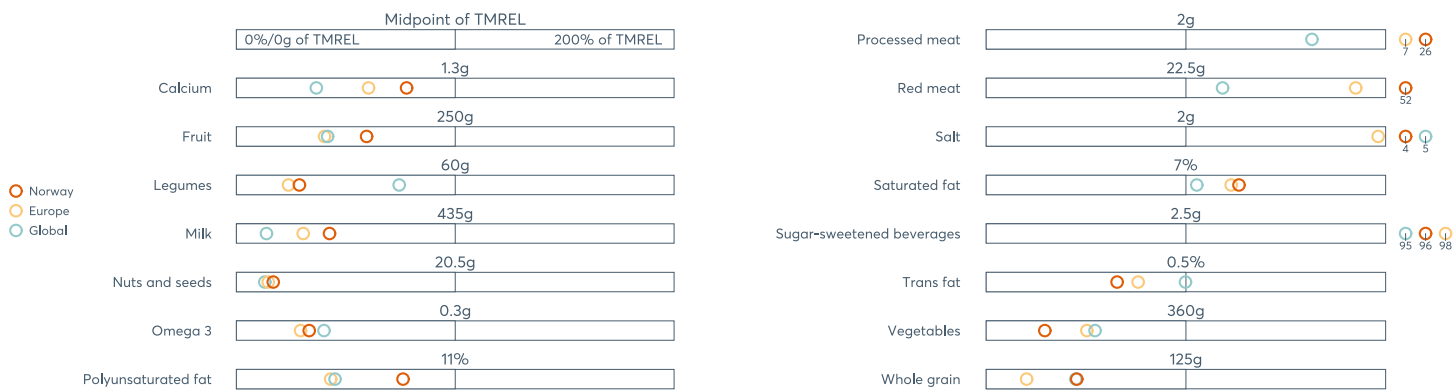 Midpoint of TMREL
0%/0g of TMREL 200% of TMREL
1.3g
Calcium
250g
Fruit
60g
Legumes
435g
Milk
20.5g
Nuts and seeds
0.3g
Omega 3
11%
Polyunsaturated fat
Norway
Europe
Global
2g
Processed meat
7 26
22.5g
Red meat
52
2g
Salt
4 5
7%
Saturated fat
2.5g
Sugar-sweetened beverages
95 96 98
0.5%
Trans fat
360g
Vegetables
125g
Whole grain